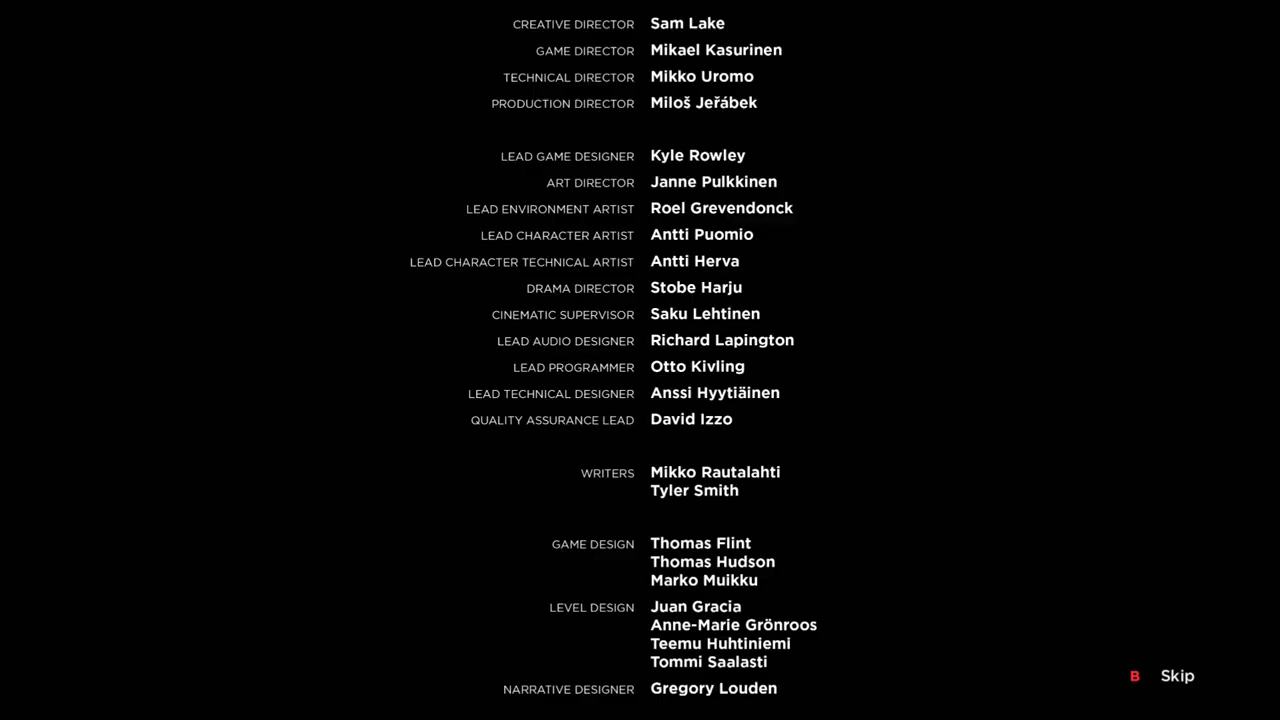 CREATIVE DIRECTOR Sam Lake
GAME DIRECTOR Mikael Kasurinen
TECHNICAL DIRECTOR Mikko Uromo
PRODUCTION DIRECTOR Miloš Jeřábek
LEAD GAME DESIGNER Kyle Rowley
ART DIRECTOR Janne Pulkkinen
LEAD ENVIRONMENT ARTIST Roel Grevendonck
LEAD CHARACTER ARTIST Antti Puomio
LEAD CHARACTER TECHNICAL ARTIST Antti Herva
DRAMA DIRECTOR Stobe Harju
CINEMATIC SUPERVISOR Saku Lehtinen
LEAD AUDIO DESIGNER Richard Lapington
LEAD PROGRAMMER Otto Kivling
LEAD TECHNICAL DESIGNER Anssi Hyytiäinen
QUALITY ASSURANCE LEAD David Izzo
WRITERS Mikko Rautalahti
Tyler Smith
GAME DESIGN Thomas Flint
Thomas Hudson
Marko Muikku
LEVEL DESIGN Juan Gracia
Anne-Marie Grönroos
Teemu Huhtiniemi
Tommi Saalasti
B Skip
NARRATIVE DESIGNER Gregory Louden